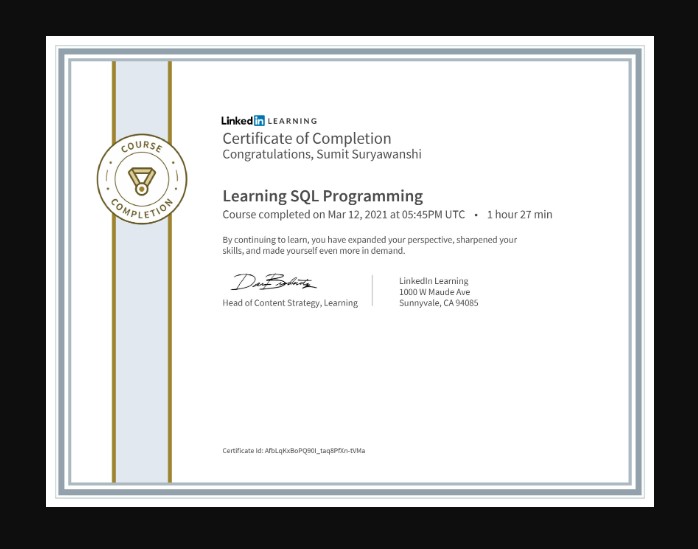 COURSE
COMPLETION
Linkedin LEARNING
Certificate of Completion
Congratulations, Sumit Suryawanshi
Learning SQL Programming
Course completed on Mar 12, 2021 at 05:45PM UTC • 1 hour 27 min
By continuing to learn, you have expanded your perspective, sharpened your
skills, and made yourself even more in demand.
Head of Content Strategy, Learning
LinkedIn Learning
1000 W Maude Ave
Sunnyvale, CA 94085
Certificate Id: